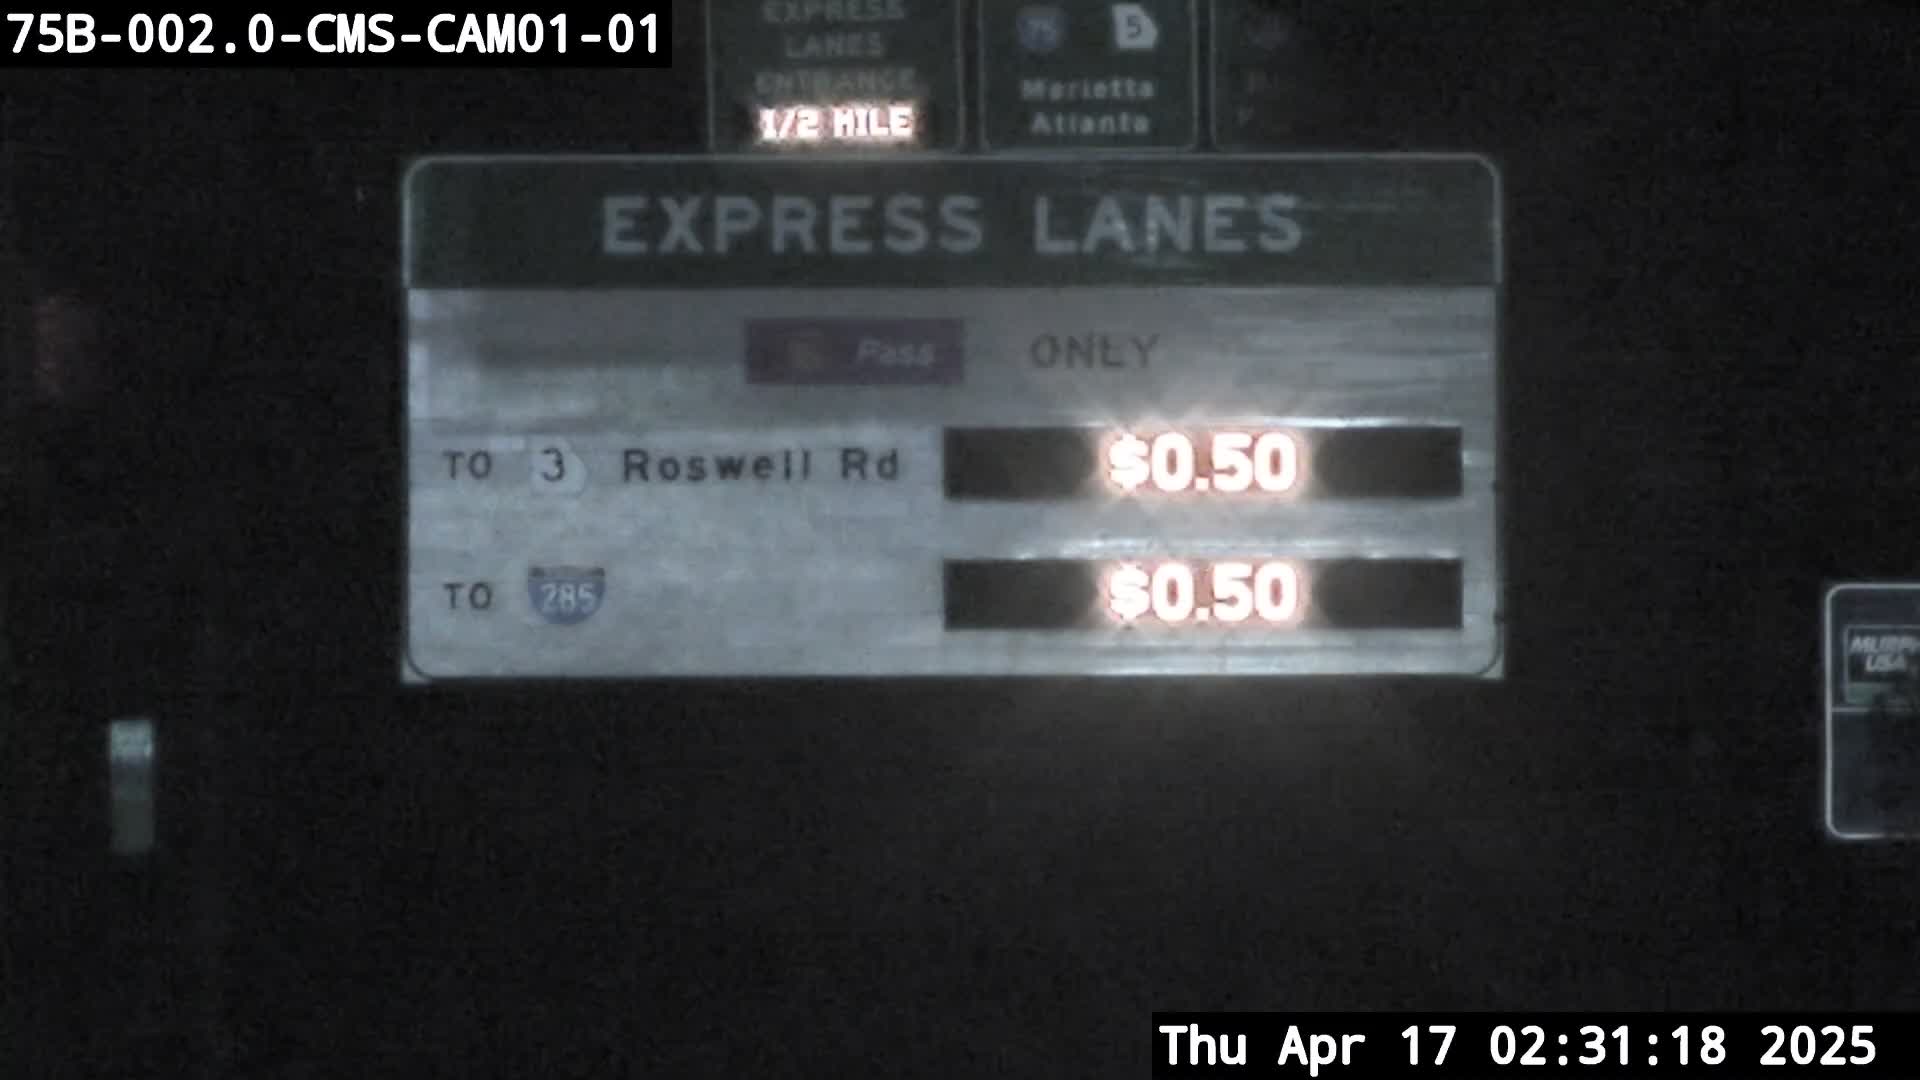 75B-002.0-CMS-CAM01-01
EXPRESS
LANES
ENTRANCE
1/2 MILE
75 5
Marietta
Atlanta
EXPRESS LANES
Pass ONLY
TO 3 Roswell Rd $0.50
TO 285 $0.50
USA
Thu Apr 17 02:31:18 2025